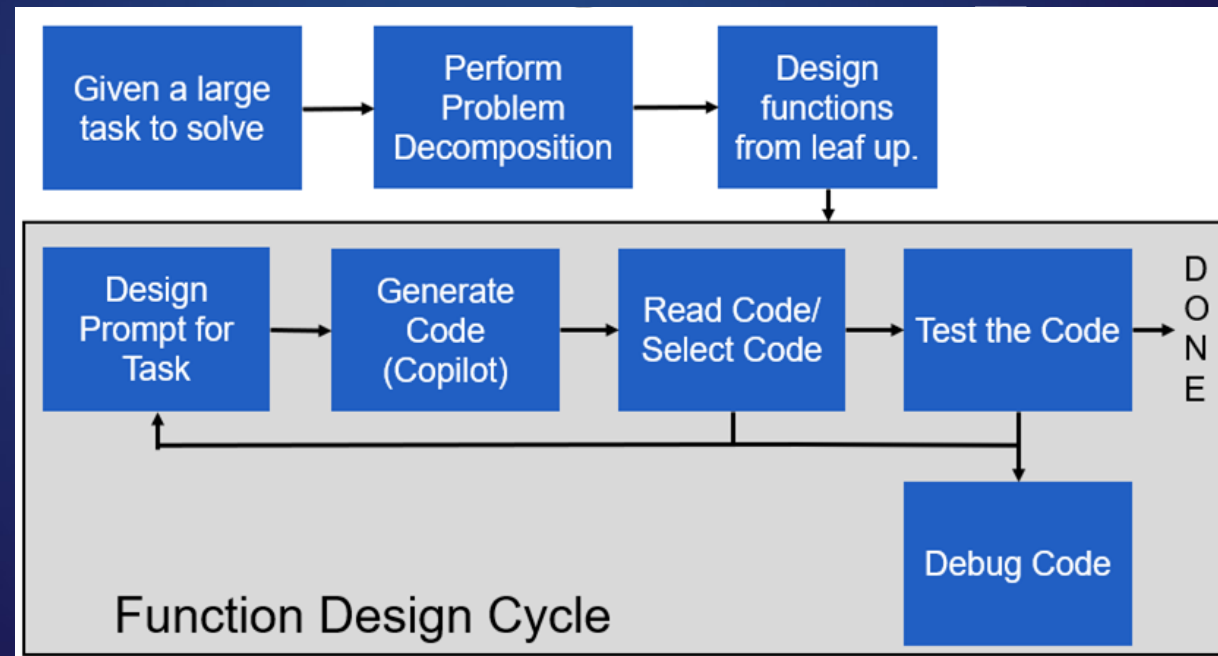 Given a large
task to solve
Perform
Problem
Decomposition
Design
functions
from leaf up.
Design
Prompt for
Task
Generate
Code
(Copilot)
Read Code/
Select Code
Test the Code
D
O
N
E
Debug Code
Function Design Cycle